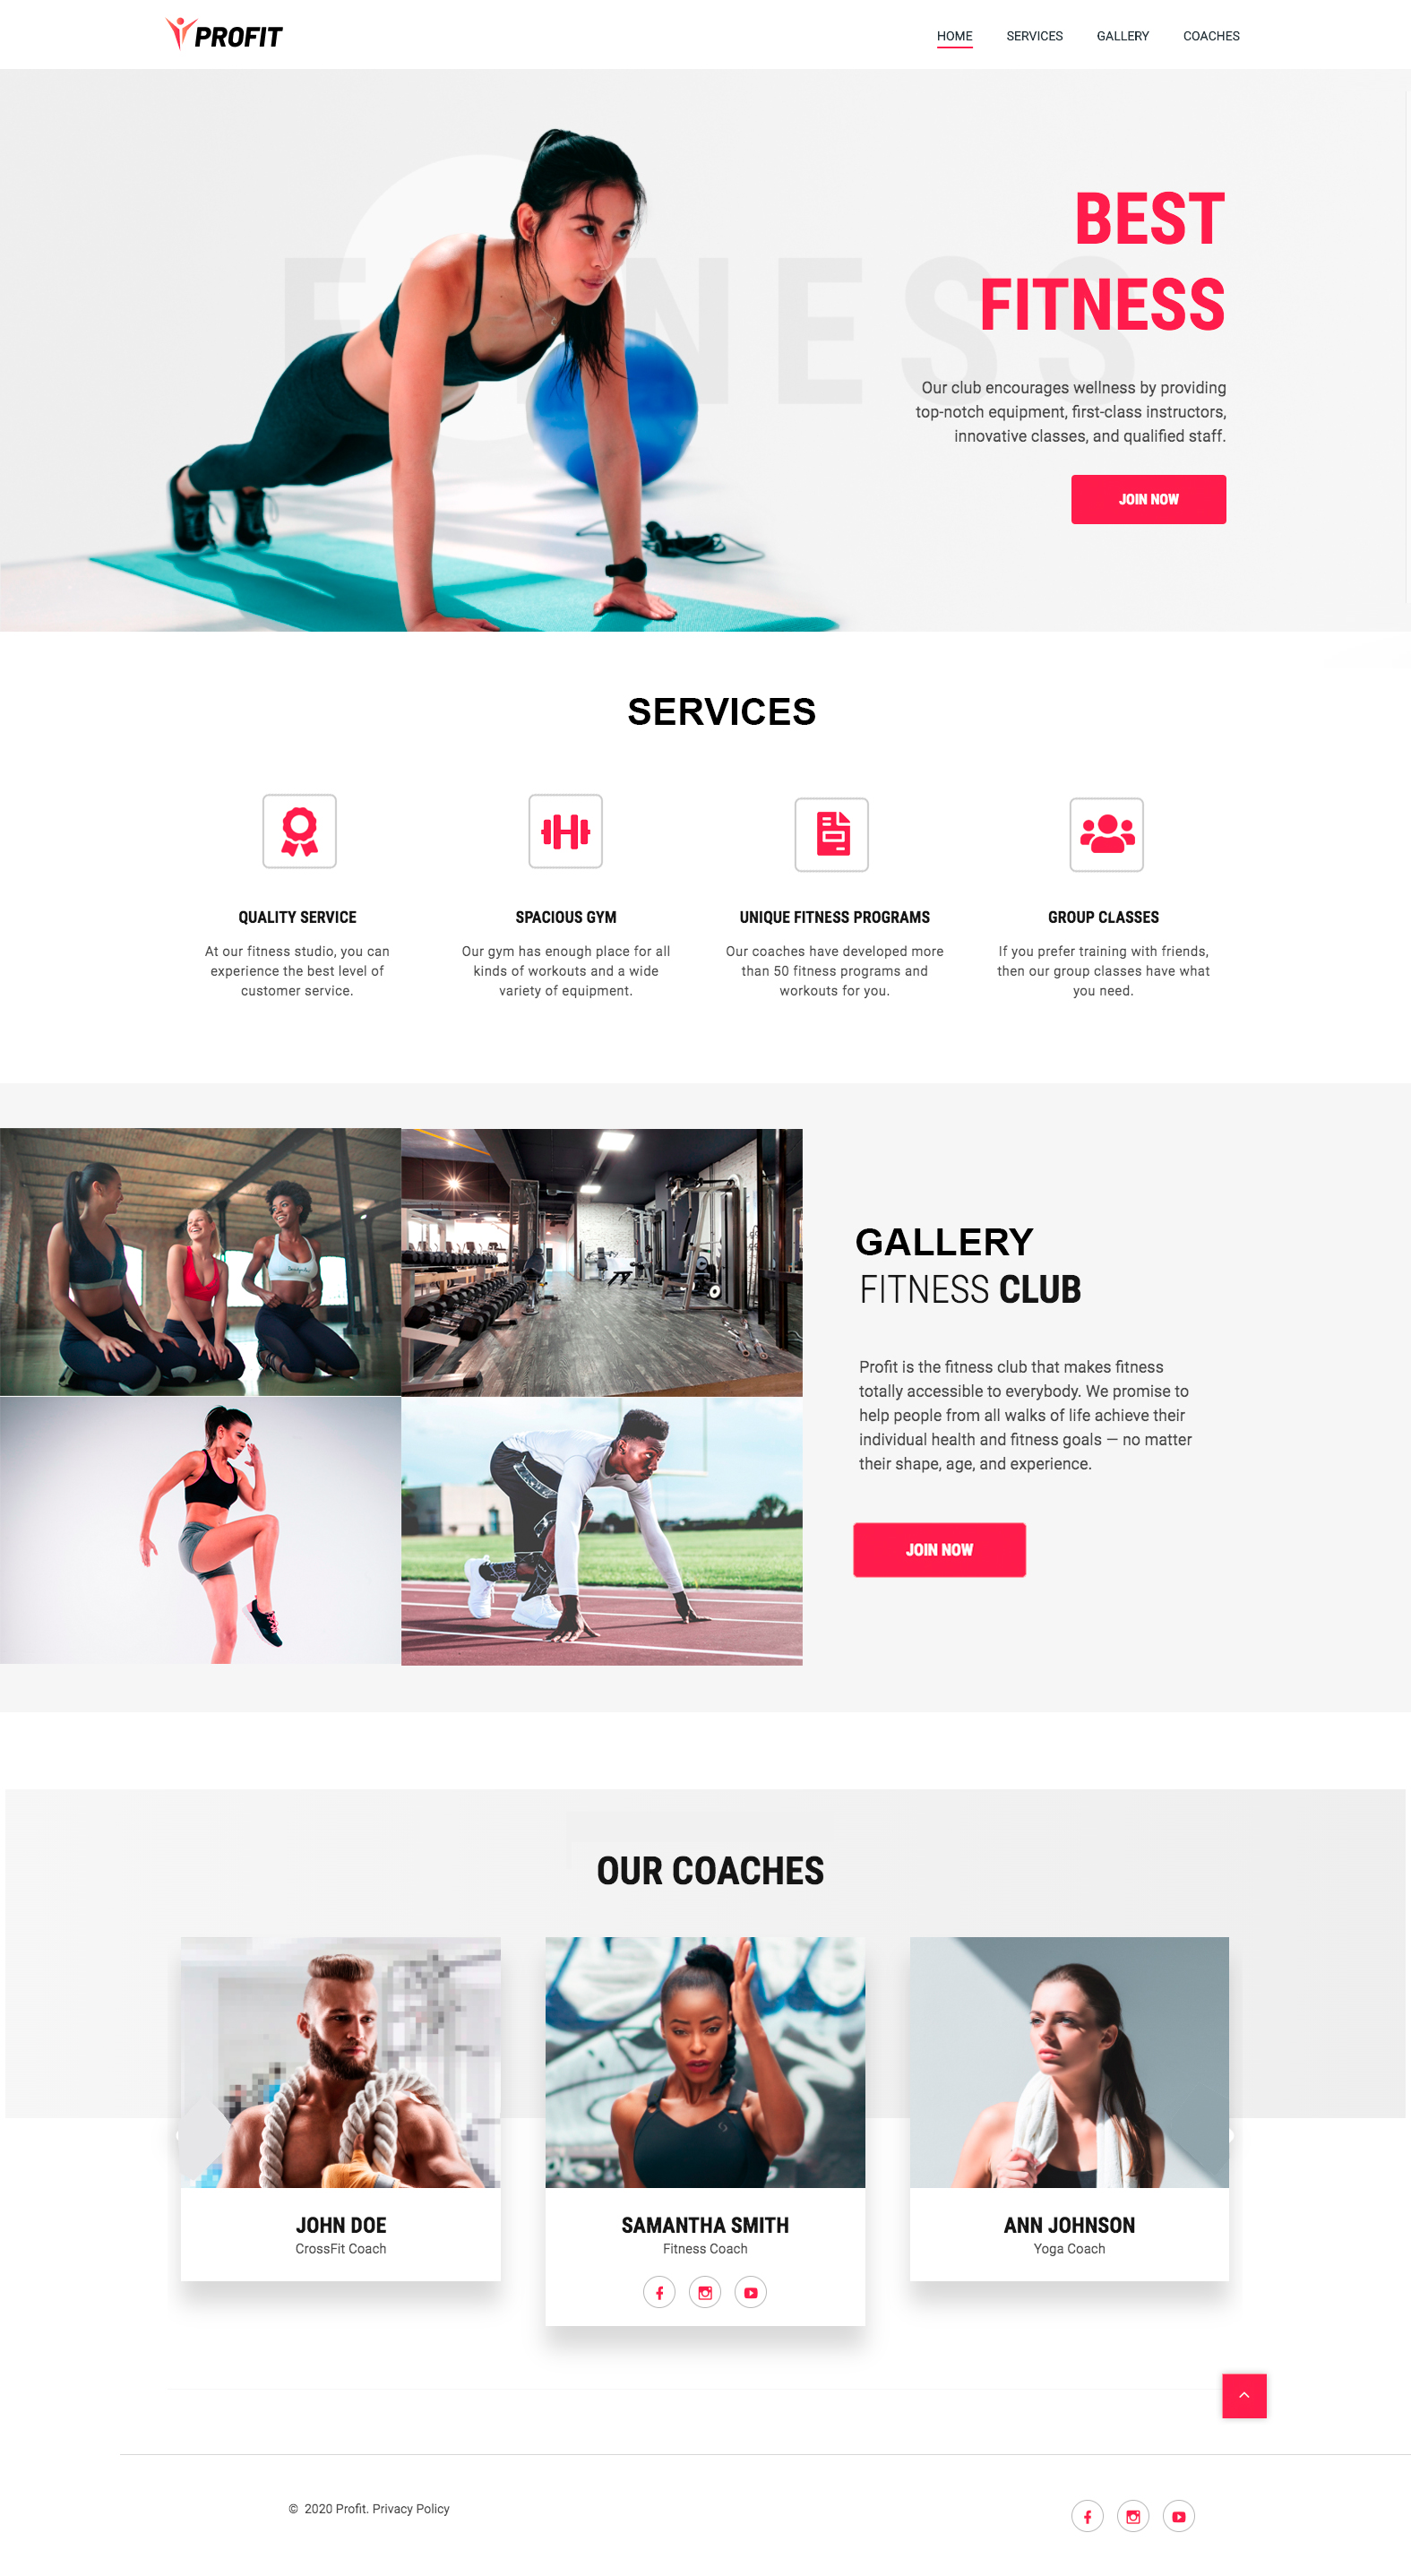 PROFIT
HOME SERVICES GALLERY COACHES
FITNESS
BEST
FITNESS
Our club encourages wellness by providing
top-notch equipment, first-class instructors,
innovative classes, and qualified staff.
JOIN NOW
SERVICES
QUALITY SERVICE
At our fitness studio, you can
experience the best level of
customer service.
SPACIOUS GYM
Our gym has enough place for all
kinds of workouts and a wide
variety of equipment.
UNIQUE FITNESS PROGRAMS
Our coaches have developed more
than 50 fitness programs and
workouts for you.
GROUP CLASSES
If you prefer training with friends,
then our group classes have what
you need.
GALLERY
FITNESS CLUB
Profit is the fitness club that makes fitness
totally accessible to everybody. We promise to
help people from all walks of life achieve their
individual health and fitness goals — no matter
their shape, age, and experience.
JOIN NOW
OUR COACHES
JOHN DOE
CrossFit Coach
SAMANTHA SMITH
Fitness Coach
ANN JOHNSON
Yoga Coach
© 2020 Profit. Privacy Policy